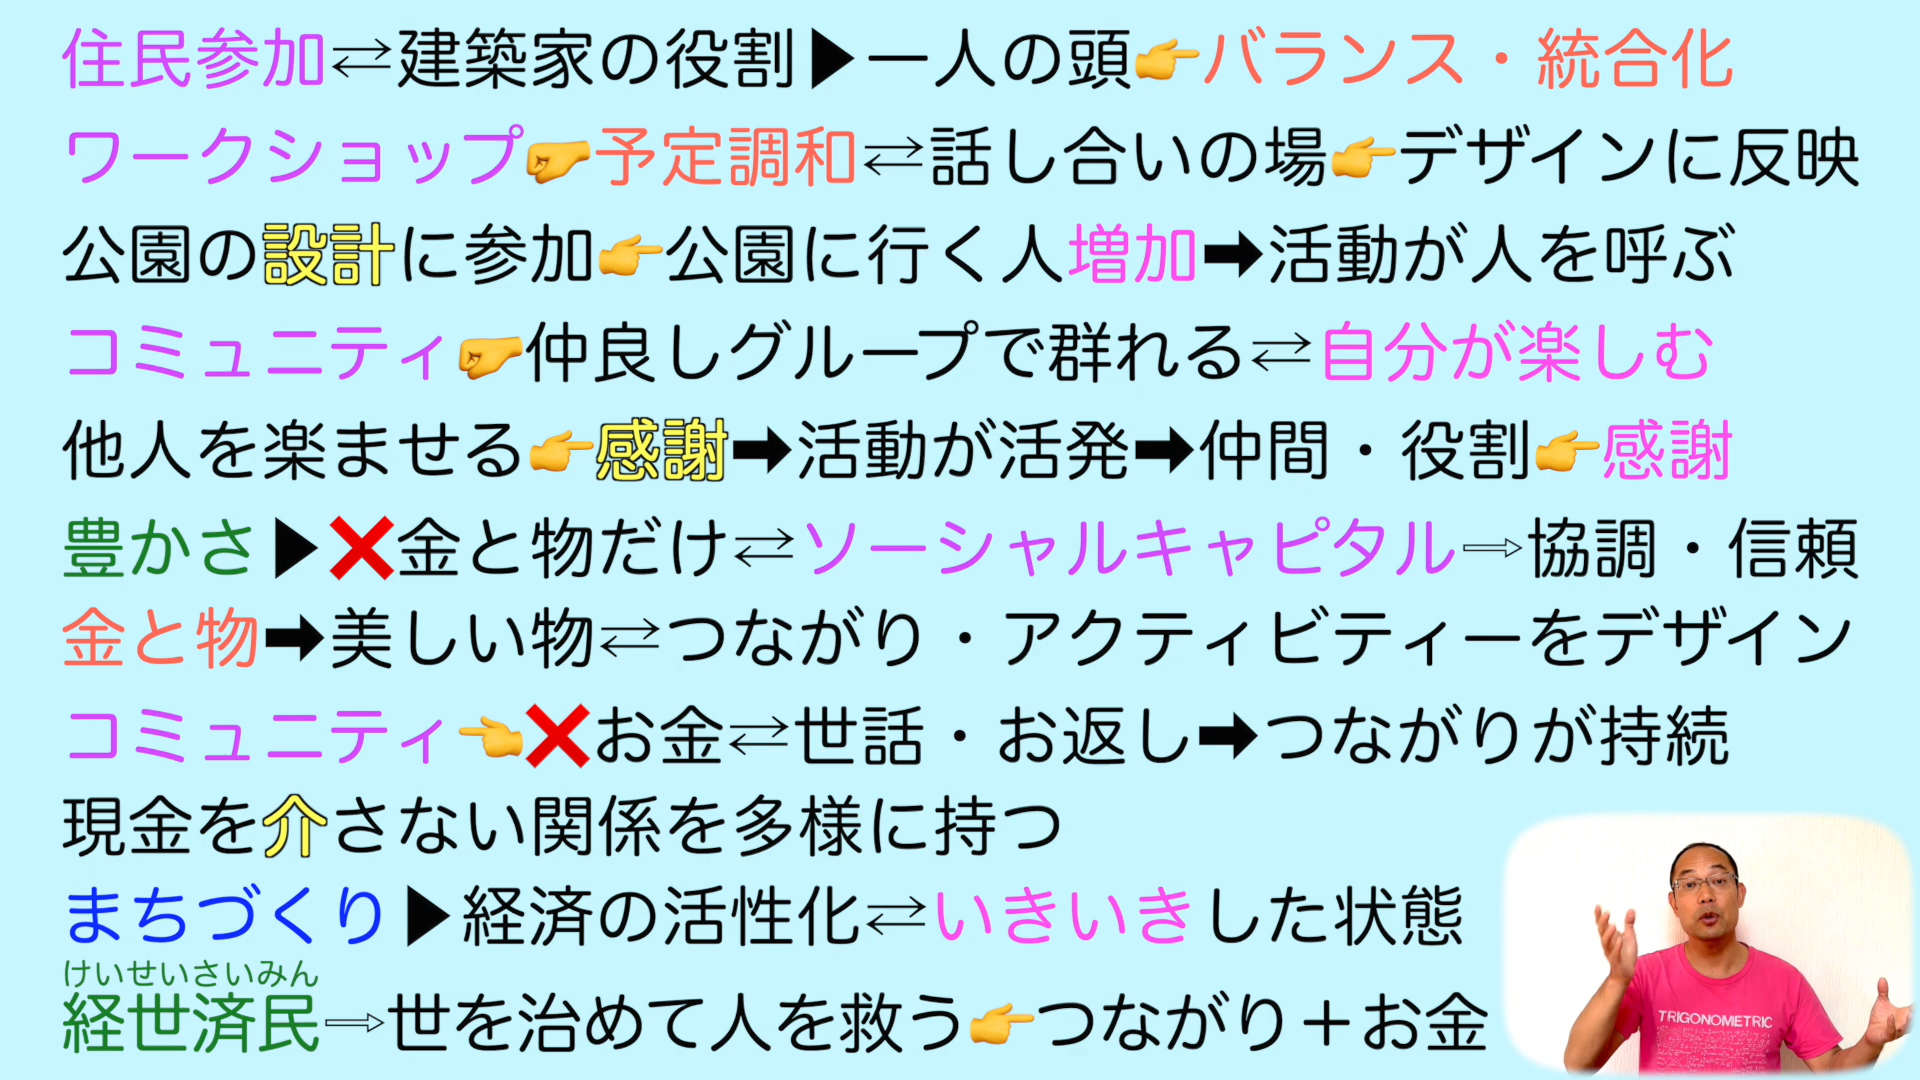 住民参加⇄建築家の役割▶一人の頭👉バランス・統合化
ワークショップ🤛予定調和⇄話し合いの場👉デザインに反映
公園の設計に参加👉公園に行く人増加➡活動が人を呼ぶ
コミュニティ🤛仲良しグループで群れる⇄自分が楽しむ
他人を楽ませる👉感謝➡活動が活発➡仲間・役割👉感謝
豊かさ▶❌金と物だけ⇄ソーシャルキャピタル⇨協調・信頼
金と物➡美しい物⇄つながり・アクティビティーをデザイン
コミュニティ👈❌お金⇄世話・お返し➡つながりが持続
現金を介さない関係を多様に持つ
まちづくり▶経済の活性化⇄いきいきした状態
けいせいさいみん
経世済民⇨世を治めて人を救う👉つながり＋お金
TRIGONOMETRIC